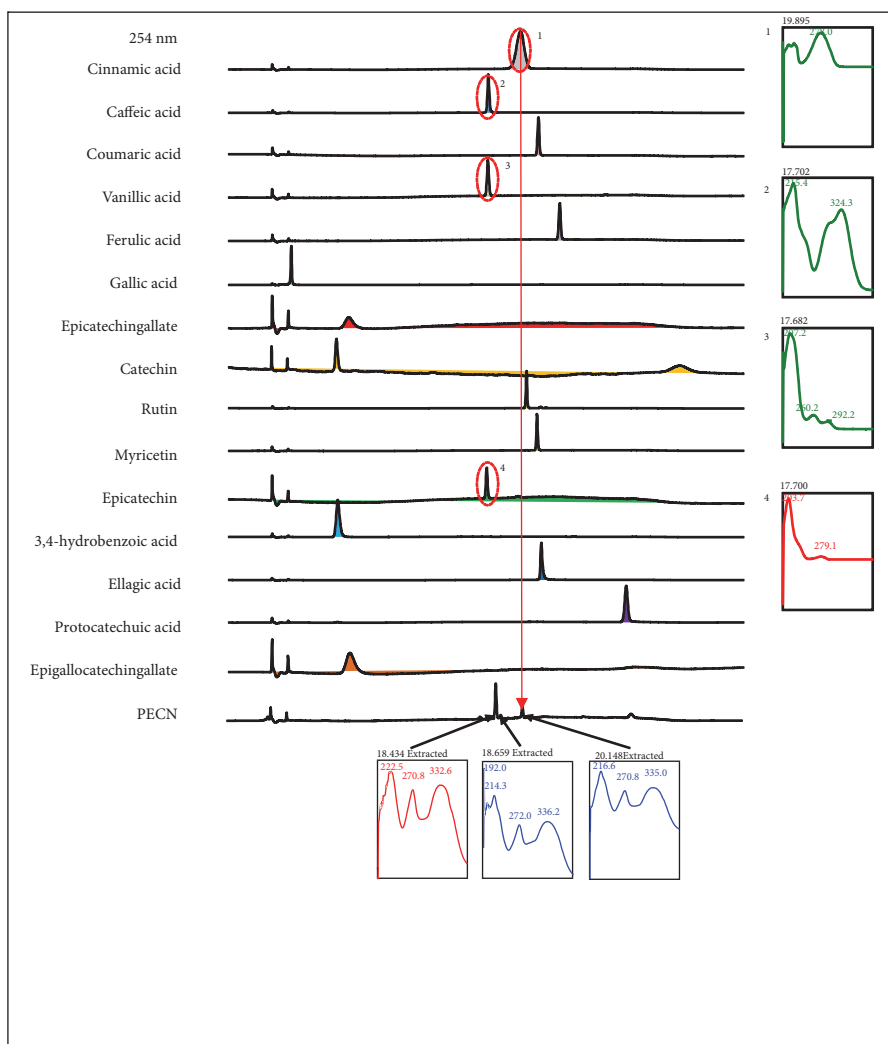 254 nm
Cinnamic acid
Caffeic acid
Coumaric acid
Vanillic acid
Ferulic acid
Gallic acid
Epicatechingallate
Catechin
Rutin
Myricetin
Epicatechin
3,4-hydrobenzoic acid
Ellagic acid
Protocatechuic acid
Epigallocatechingallate
PECN
1
2
3
4
1
19.895
2
17.702
324.3
3
17.682
260.2
292.2
4
17.700
279.1
18.434 Extracted
222.5
270.8
332.6
18.659 Extracted
192.0
214.3
272.0
336.2
20.148Extracted
216.6
270.8
335.0